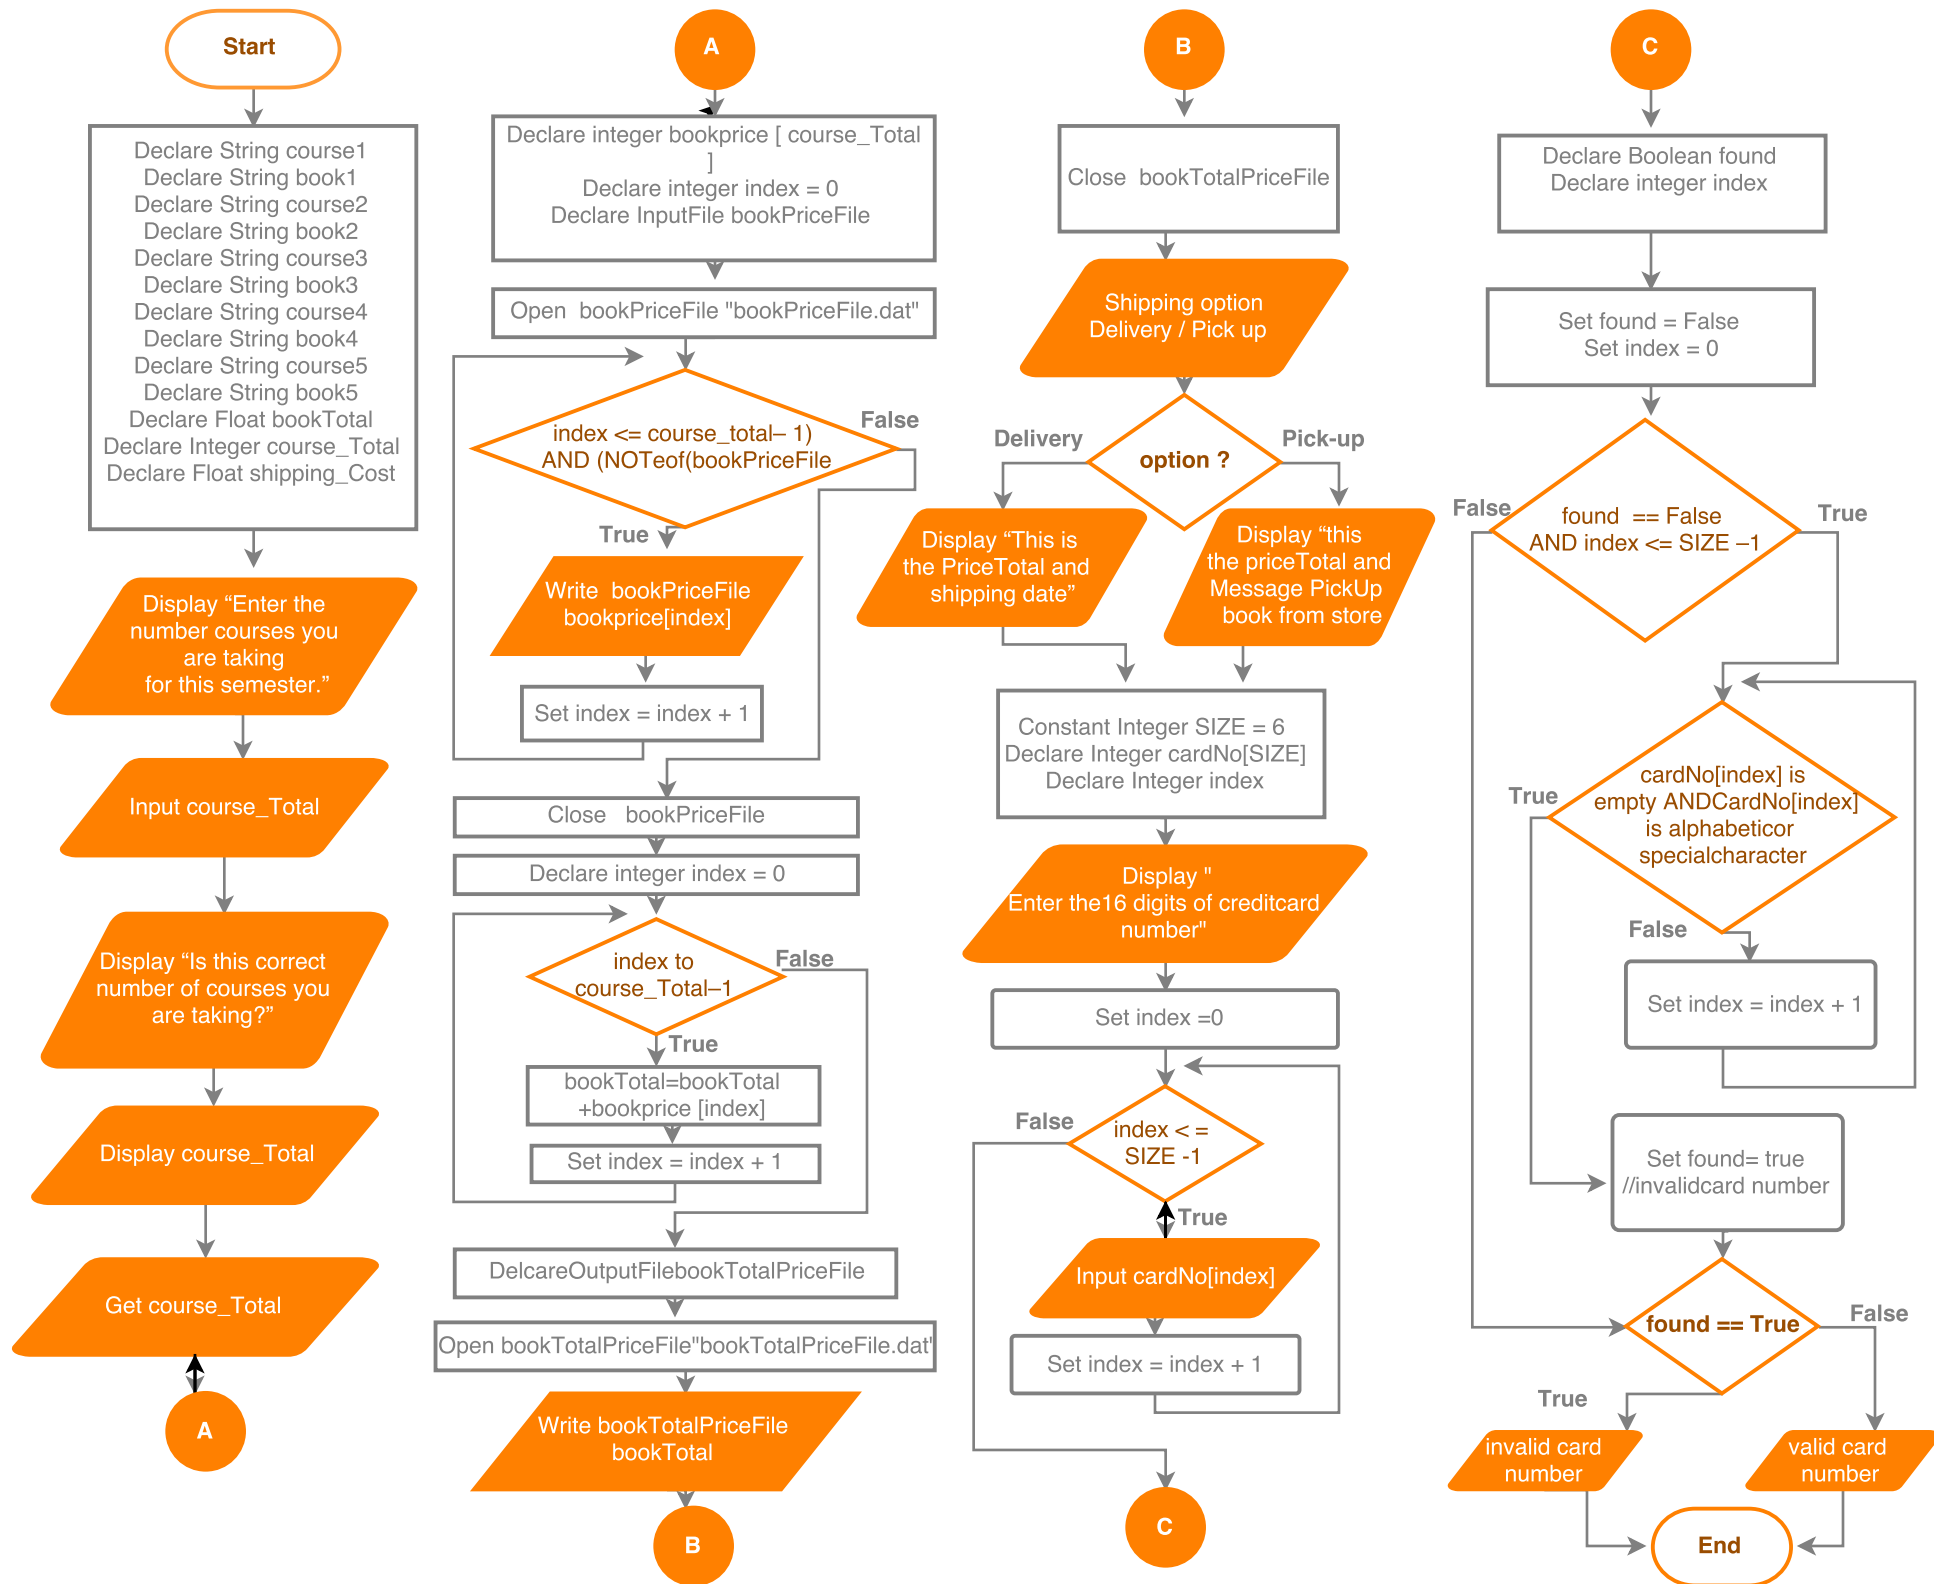 Start
Declare String course1
Declare String book1
Declare String course2
Declare String book2
Declare String course3
Declare String book3
Declare String course4
Declare String book4
Declare String course5
Declare String book5
Declare Float bookTotal
Declare Integer course_Total
Declare Float shipping_Cost
Display “Enter the
number courses you
are taking
for this semester.”
Input course_Total
Display “Is this correct
number of courses you
are taking?”
Display course_Total
Get course_Total
A
A
Declare integer bookprice [ course_Total
]
Declare integer index = 0
Declare InputFile bookPriceFile
Open  bookPriceFile "bookPriceFile.dat"
index <= course_total– 1)
AND (NOTeof(bookPriceFile
False
True
Write  bookPriceFile
bookprice[index]
Set index = index + 1
Close   bookPriceFile
Declare integer index = 0
index to
course_Total–1
False
True
bookTotal=bookTotal
+bookprice [index]
Set index = index + 1
DelcareOutputFilebookTotalPriceFile
Open bookTotalPriceFile"bookTotalPriceFile.dat"
Write bookTotalPriceFile
bookTotal
B
B
Close  bookTotalPriceFile
Shipping option
Delivery / Pick up
Delivery
option ?
Pick-up
Display “This is
the PriceTotal and
shipping date”
Display “this
the priceTotal and
Message PickUp
book from store
Constant Integer SIZE = 6
Declare Integer cardNo[SIZE]
Declare Integer index
Display "
Enter the16 digits of creditcard
number"
Set index =0
False
index < =
SIZE -1
True
Input cardNo[index]
Set index = index + 1
C
C
Declare Boolean found
Declare integer index
Set found = False
Set index = 0
False
found  == False
AND index <= SIZE –1
True
True
cardNo[index] is
empty ANDCardNo[index]
is alphabeticor
specialcharacter
False
Set index = index + 1
Set found= true
//invalidcard number
found == True
False
True
invalid card
number
valid card
number
End